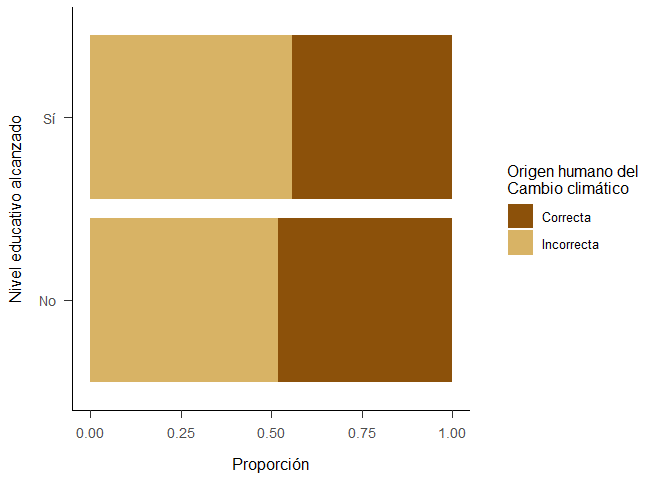 Nivel educativo alcanzado
Sí
No
0.00 0.25 0.50 0.75 1.00
Proporción
Origen humano del
Cambio climático
Correcta
Incorrecta